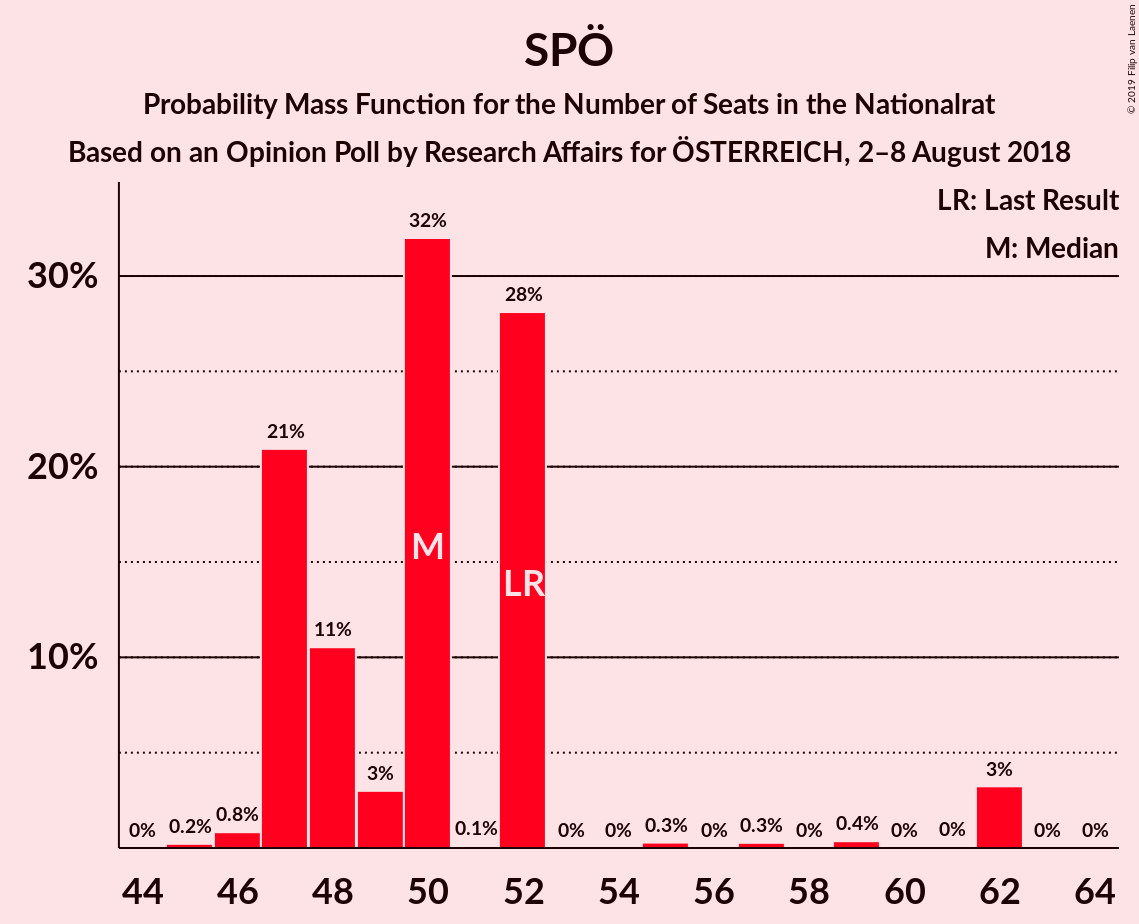 SPÖ
Probability Mass Function for the Number of Seats in the Nationalrat
Based on an Opinion Poll by Research Affairs for ÖSTERREICH, 2–8 August 2018
© 2019 Filip van Laenen
LR: Last Result
M: Median
30%
20%
10%
0%
0.2%
0.8%
21%
11%
3%
32%
0.1%
28%
0%
0%
0.3%
0%
0.3%
0%
0.4%
0%
0%
3%
0%
0%
M
LR
44 46 48 50 52 54 56 58 60 62 64